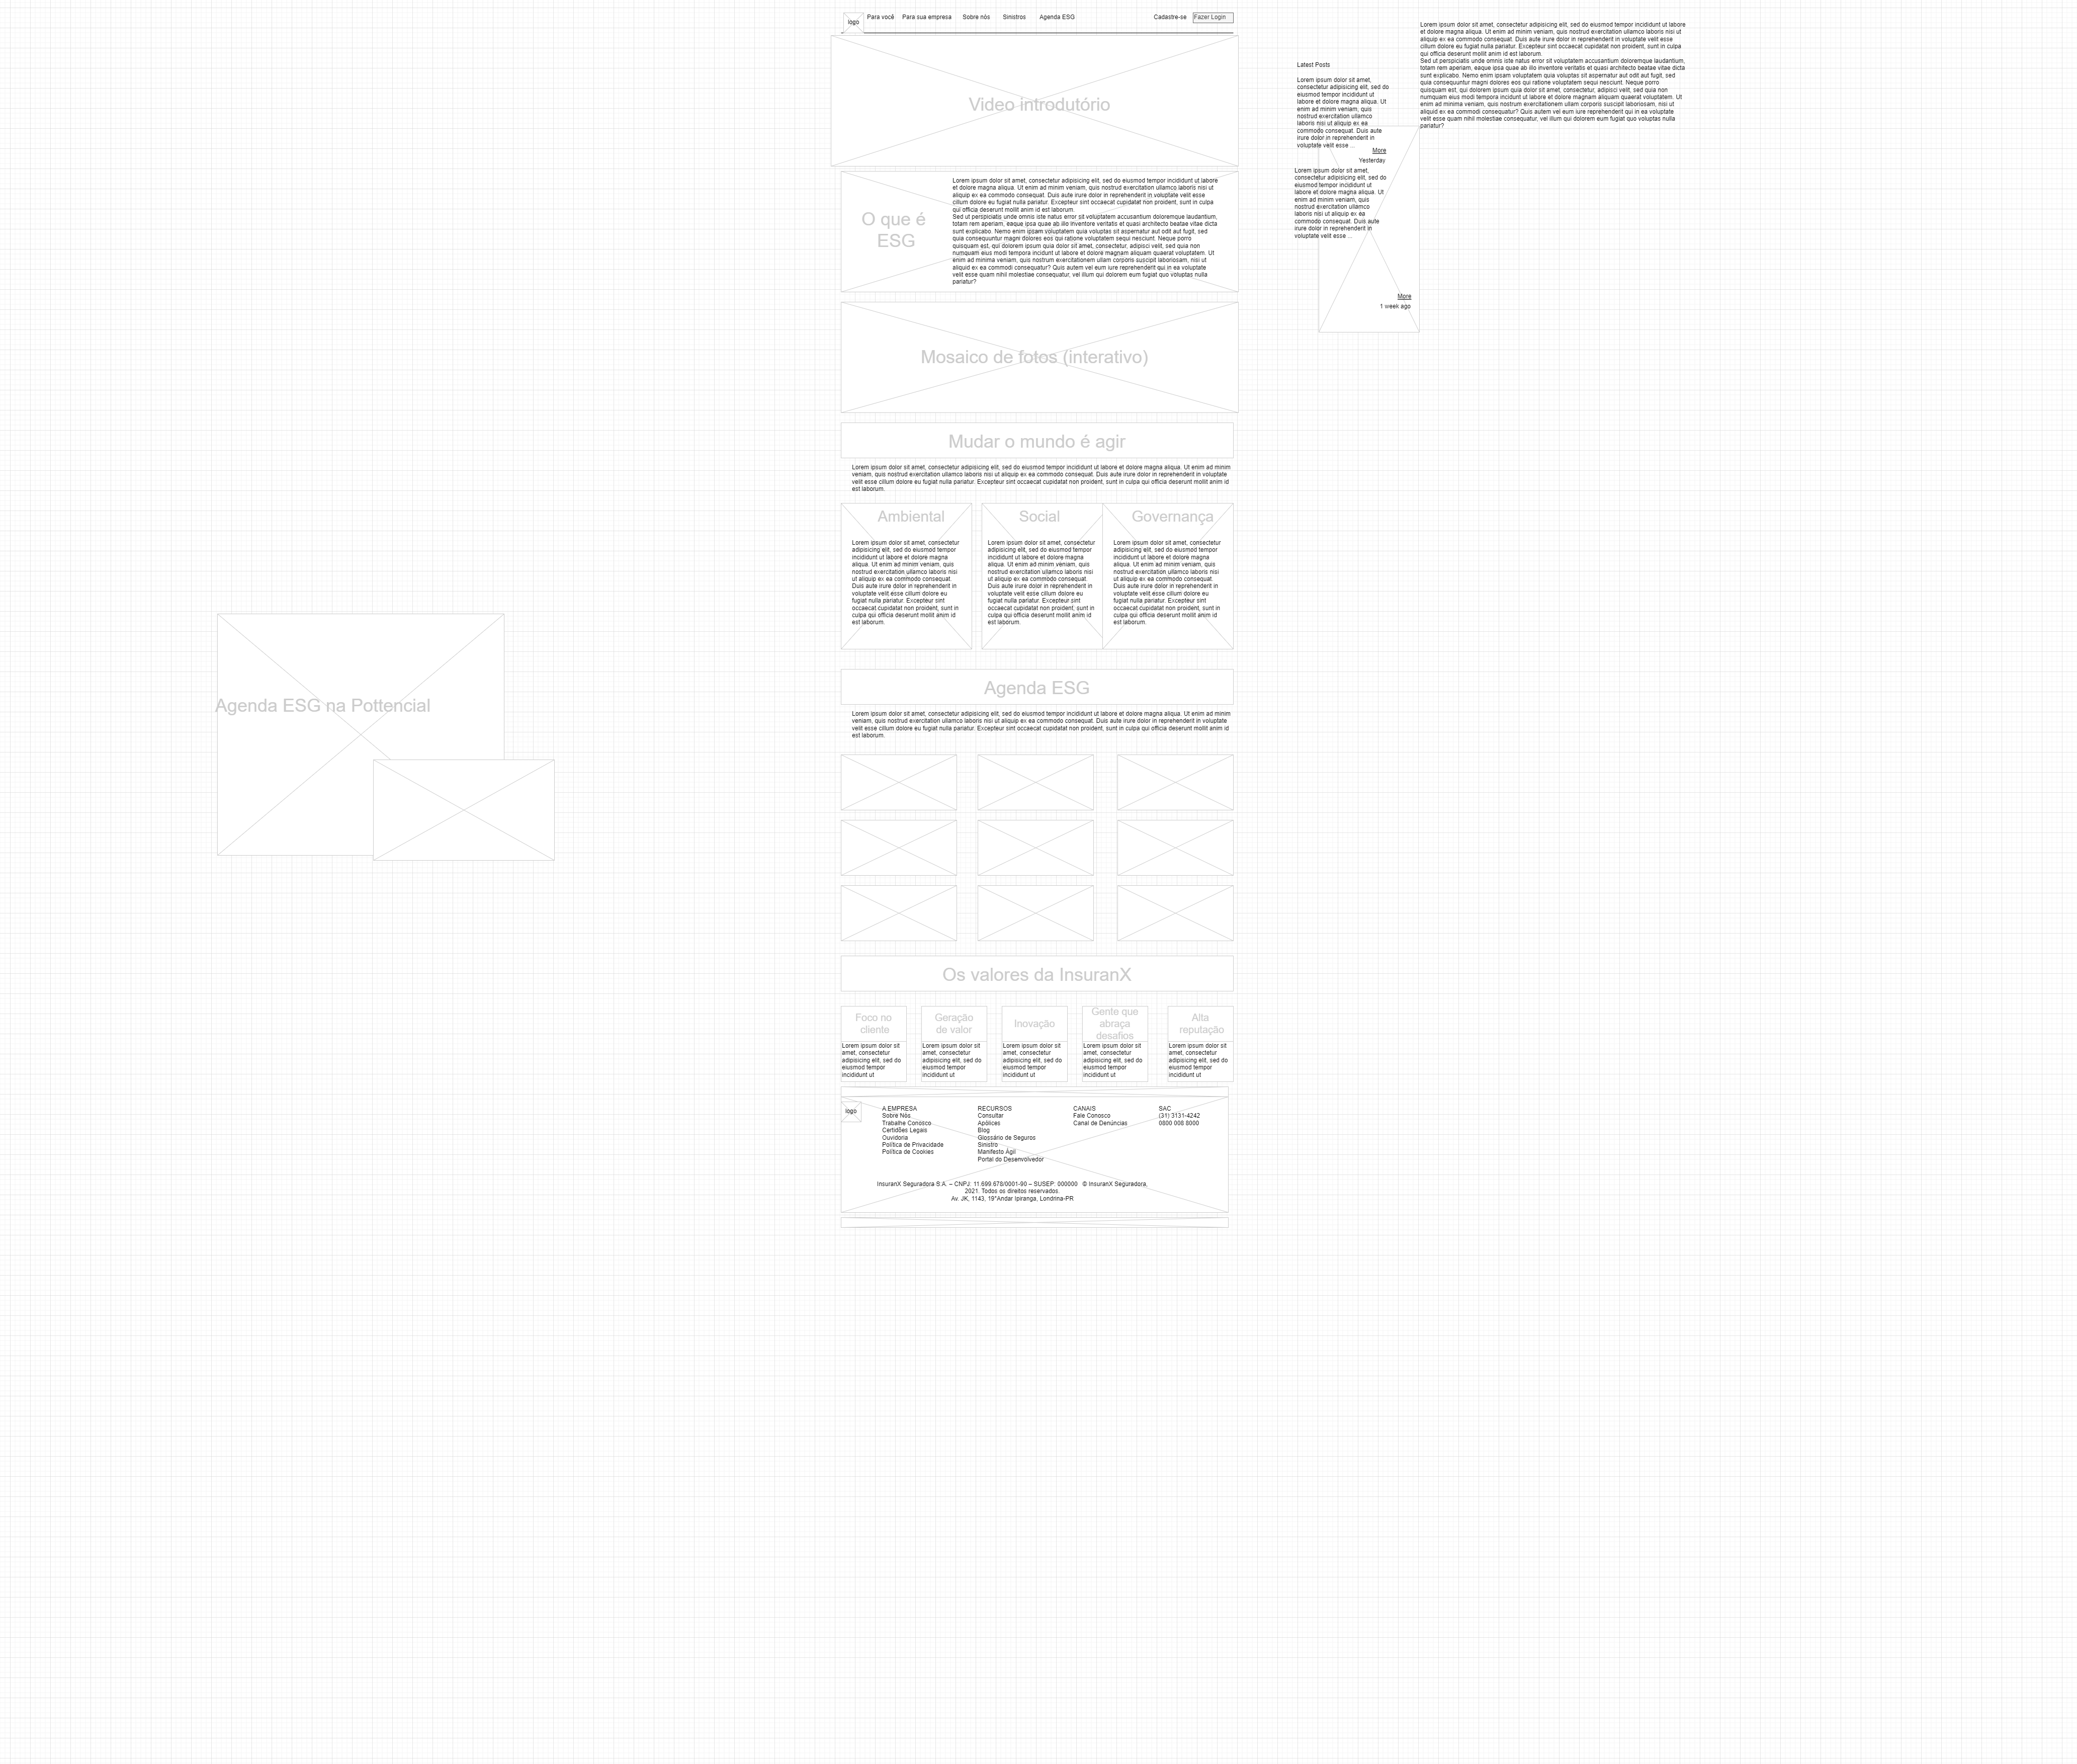 logo
Para você
Para sua empresa
Sobre nós
Sinistros
Agenda ESG
Cadastre-se
Fazer Login
Video introdutório
O que é
ESG
Lorem ipsum dolor sit amet, consectetur adipisicing elit, sed do eiusmod tempor incididunt ut labore
et dolore magna aliqua. Ut enim ad minim veniam, quis nostrud exercitation ullamco laboris nisi ut
aliquip ex ea commodo consequat. Duis aute irure dolor in reprehenderit in voluptate velit esse
cillum dolore eu fugiat nulla pariatur. Excepteur sint occaecat cupidatat non proident, sunt in culpa
qui officia deserunt mollit anim id est laborum.
Sed ut perspiciatis unde omnis iste natus error sit voluptatem accusantium doloremque laudantium,
totam rem aperiam, eaque ipsa quae ab illo inventore veritatis et quasi architecto beatae vitae dicta
sunt explicabo. Nemo enim ipsam voluptatem quia voluptas sit aspernatur aut odit aut fugit, sed
quia consequuntur magni dolores eos qui ratione voluptatem sequi nesciunt. Neque porro
quisquam est, qui dolorem ipsum quia dolor sit amet, consectetur, adipisci velit, sed quia non
numquam eius modi tempora incidunt ut labore et dolore magnam aliquam quaerat voluptatem. Ut
enim ad minima veniam, quis nostrum exercitationem ullam corporis suscipit laboriosam, nisi ut
aliquid ex ea commodi consequatur? Quis autem vel eum iure reprehenderit qui in ea voluptate
velit esse quam nihil molestiae consequatur, vel illum qui dolorem eum fugiat quo voluptas nulla
pariatur?
Mosaico de fotos (interativo)
Mudar o mundo é agir
Lorem ipsum dolor sit amet, consectetur adipisicing elit, sed do eiusmod tempor incididunt ut labore et dolore magna aliqua. Ut enim ad minim
veniam, quis nostrud exercitation ullamco laboris nisi ut aliquip ex ea commodo consequat. Duis aute irure dolor in reprehenderit in voluptate
velit esse cillum dolore eu fugiat nulla pariatur. Excepteur sint occaecat cupidatat non proident, sunt in culpa qui officia deserunt mollit anim id
est laborum.
Ambiental
Lorem ipsum dolor sit amet, consectetur
adipisicing elit, sed do eiusmod tempor
incididunt ut labore et dolore magna
aliqua. Ut enim ad minim veniam, quis
nostrud exercitation ullamco laboris nisi
ut aliquip ex ea commodo consequat.
Duis aute irure dolor in reprehenderit in
voluptate velit esse cillum dolore eu
fugiat nulla pariatur. Excepteur sint
occaecat cupidatat non proident, sunt in
culpa qui officia deserunt mollit anim id
est laborum.
Social
Lorem ipsum dolor sit amet, consectetur
adipisicing elit, sed do eiusmod tempor
incididunt ut labore et dolore magna
aliqua. Ut enim ad minim veniam, quis
nostrud exercitation ullamco laboris nisi
ut aliquip ex ea commodo consequat.
Duis aute irure dolor in reprehenderit in
voluptate velit esse cillum dolore eu
fugiat nulla pariatur. Excepteur sint
occaecat cupidatat non proident, sunt in
culpa qui officia deserunt mollit anim id
est laborum.
Governança
Lorem ipsum dolor sit amet, consectetur
adipisicing elit, sed do eiusmod tempor
incididunt ut labore et dolore magna
aliqua. Ut enim ad minim veniam, quis
nostrud exercitation ullamco laboris nisi
ut aliquip ex ea commodo consequat.
Duis aute irure dolor in reprehenderit in
voluptate velit esse cillum dolore eu
fugiat nulla pariatur. Excepteur sint
occaecat cupidatat non proident, sunt in
culpa qui officia deserunt mollit anim id
est laborum.
Agenda ESG
Lorem ipsum dolor sit amet, consectetur adipisicing elit, sed do eiusmod tempor incididunt ut labore et dolore magna aliqua. Ut enim ad minim
veniam, quis nostrud exercitation ullamco laboris nisi ut aliquip ex ea commodo consequat. Duis aute irure dolor in reprehenderit in voluptate
velit esse cillum dolore eu fugiat nulla pariatur. Excepteur sint occaecat cupidatat non proident, sunt in culpa qui officia deserunt mollit anim id
est laborum.
Os valores da InsuranX
Foco no
cliente
Lorem ipsum dolor sit
amet, consectetur
adipisicing elit, sed do
eiusmod tempor
incididunt ut
Geração
de valor
Lorem ipsum dolor sit
amet, consectetur
adipisicing elit, sed do
eiusmod tempor
incididunt ut
Inovação
Lorem ipsum dolor sit
amet, consectetur
adipisicing elit, sed do
eiusmod tempor
incididunt ut
Gente que
abraça
desafios
Lorem ipsum dolor sit
amet, consectetur
adipisicing elit, sed do
eiusmod tempor
incididunt ut
Alta
reputação
Lorem ipsum dolor sit
amet, consectetur
adipisicing elit, sed do
eiusmod tempor
incididunt ut
logo
A EMPRESA
Sobre Nós
Trabalhe Conosco
Certidões Legais
Ouvidoria
Política de Privacidade
Política de Cookies
RECURSOS
Consultar
Apólices
Blog
Glossário de Seguros
Sinistro
Manifesto Ágil
Portal do Desenvolvedor
CANAIS
Fale Conosco
Canal de Denúncias
SAC
(31) 3131-4242
0800 008 8000
InsuranX Seguradora S.A. – CNPJ: 11.699.678/0001-90 – SUSEP: 000000 © InsuranX Seguradora,
2021. Todos os direitos reservados.
Av. JK, 1143, 19°Andar Ipiranga, Londrina-PR
Agenda ESG na Pottencial
Latest Posts
Lorem ipsum dolor sit amet,
consectetur adipisicing elit, sed do
eiusmod tempor incididunt ut
labore et dolore magna aliqua. Ut
enim ad minim veniam, quis
nostrud exercitation ullamco
laboris nisi ut aliquip ex ea
commodo consequat. Duis aute
irure dolor in reprehenderit in
voluptate velit esse ...
More
Yesterday
Lorem ipsum dolor sit amet,
consectetur adipisicing elit, sed do
eiusmod tempor incididunt ut
labore et dolore magna aliqua. Ut
enim ad minim veniam, quis
nostrud exercitation ullamco
laboris nisi ut aliquip ex ea
commodo consequat. Duis aute
irure dolor in reprehenderit in
voluptate velit esse ...
More
1 week ago
Lorem ipsum dolor sit amet, consectetur adipisicing elit, sed do eiusmod tempor incididunt ut labore
et dolore magna aliqua. Ut enim ad minim veniam, quis nostrud exercitation ullamco laboris nisi ut
aliquip ex ea commodo consequat. Duis aute irure dolor in reprehenderit in voluptate velit esse
cillum dolore eu fugiat nulla pariatur. Excepteur sint occaecat cupidatat non proident, sunt in culpa
qui officia deserunt mollit anim id est laborum.
Sed ut perspiciatis unde omnis iste natus error sit voluptatem accusantium doloremque laudantium,
totam rem aperiam, eaque ipsa quae ab illo inventore veritatis et quasi architecto beatae vitae dicta
sunt explicabo. Nemo enim ipsam voluptatem quia voluptas sit aspernatur aut odit aut fugit, sed
quia consequuntur magni dolores eos qui ratione voluptatem sequi nesciunt. Neque porro
quisquam est, qui dolorem ipsum quia dolor sit amet, consectetur, adipisci velit, sed quia non
numquam eius modi tempora incidunt ut labore et dolore magnam aliquam quaerat voluptatem. Ut
enim ad minima veniam, quis nostrum exercitationem ullam corporis suscipit laboriosam, nisi ut
aliquid ex ea commodi consequatur? Quis autem vel eum iure reprehenderit qui in ea voluptate
velit esse quam nihil molestiae consequatur, vel illum qui dolorem eum fugiat quo voluptas nulla
pariatur?